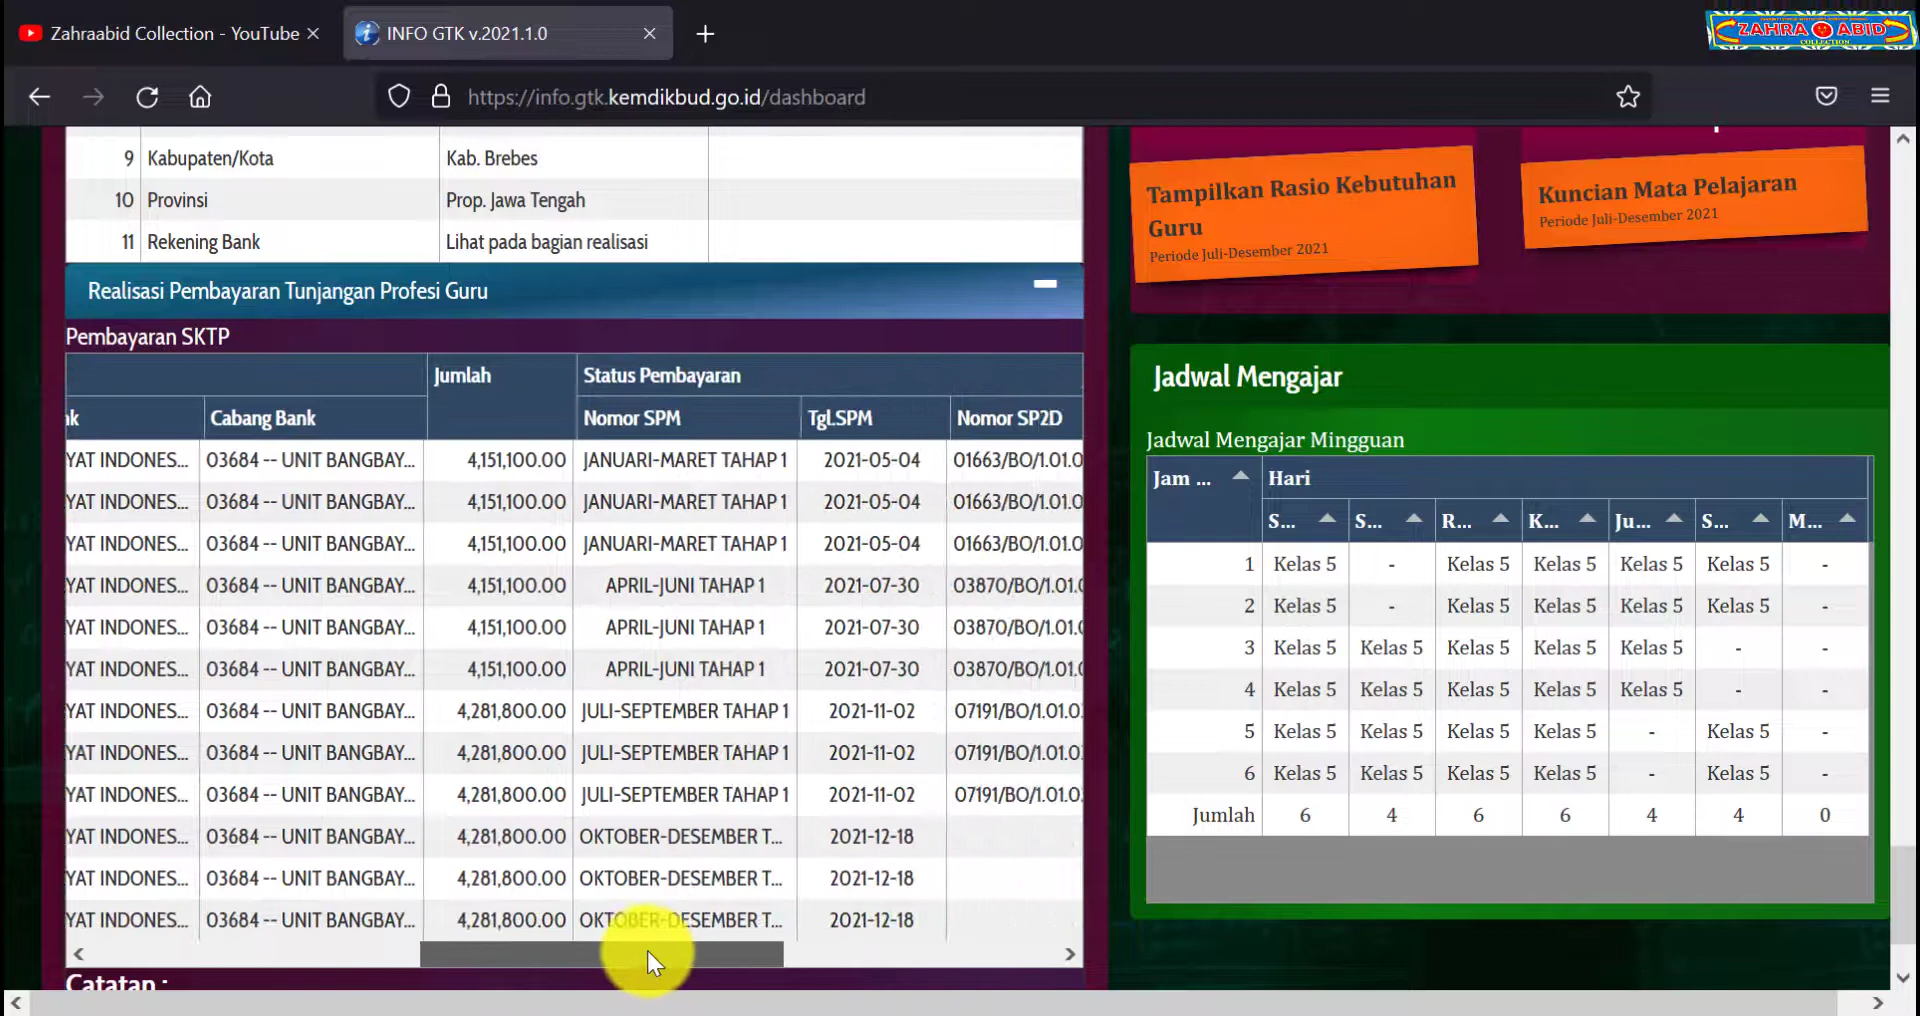 Zahraabid Collection - YouTube
INFO GTK v.2021.1.0
ZAHRA ABID
COLLECTION
https://info.gtk.kemdikbud.go.id/dashboard
9 Kabupaten/Kota Kab. Brebes
10 Provinsi Prop. Jawa Tengah
11 Rekening Bank Lihat pada bagian realisasi
Realisasi Pembayaran Tunjangan Profesi Guru
Pembayaran SKTP
Jumlah Status Pembayaran
ık Cabang Bank Nomor SPM Tgl.SPM Nomor SP2D
YAT INDONES... 03684 -- UNIT BANGBAY... 4,151,100.00 JANUARI-MARET TAHAP 1 2021-05-04 01663/BO/1.01.0
YAT INDONES... 03684 -- UNIT BANGBAY... 4,151,100.00 JANUARI-MARET TAHAP 1 2021-05-04 01663/BO/1.01.0
YAT INDONES... 03684 -- UNIT BANGBAY... 4,151,100.00 JANUARI-MARET TAHAP 1 2021-05-04 01663/BO/1.01.0
YAT INDONES... 03684 -- UNIT BANGBAY... 4,151,100.00 APRIL-JUNI TAHAP 1 2021-07-30 03870/BO/1.01.0
YAT INDONES... 03684 -- UNIT BANGBAY... 4,151,100.00 APRIL-JUNI TAHAP 1 2021-07-30 03870/BO/1.01.0
YAT INDONES... 03684 -- UNIT BANGBAY... 4,151,100.00 APRIL-JUNI TAHAP 1 2021-07-30 03870/BO/1.01.0
YAT INDONES... 03684 -- UNIT BANGBAY... 4,281,800.00 JULI-SEPTEMBER TAHAP 1 2021-11-02 07191/BO/1.01.0
YAT INDONES... 03684 -- UNIT BANGBAY... 4,281,800.00 JULI-SEPTEMBER TAHAP 1 2021-11-02 07191/BO/1.01.0
YAT INDONES... 03684 -- UNIT BANGBAY... 4,281,800.00 JULI-SEPTEMBER TAHAP 1 2021-11-02 07191/BO/1.01.0
YAT INDONES... 03684 -- UNIT BANGBAY... 4,281,800.00 OKTOBER-DESEMBER T... 2021-12-18
YAT INDONES... 03684 -- UNIT BANGBAY... 4,281,800.00 OKTOBER-DESEMBER T... 2021-12-18
YAT INDONES... 03684 -- UNIT BANGBAY... 4,281,800.00 OKTOBER-DESEMBER T... 2021-12-18
Catatan :
Tampilkan Rasio Kebutuhan
Guru
Periode Juli-Desember 2021
Kuncian Mata Pelajaran
Periode Juli-Desember 2021
Jadwal Mengajar
Jadwal Mengajar Mingguan
Jam ... Hari
S... S... R... K... Ju... S... M...
1 Kelas 5 - Kelas 5 Kelas 5 Kelas 5 Kelas 5 -
2 Kelas 5 - Kelas 5 Kelas 5 Kelas 5 Kelas 5 -
3 Kelas 5 Kelas 5 Kelas 5 Kelas 5 Kelas 5 - -
4 Kelas 5 Kelas 5 Kelas 5 Kelas 5 Kelas 5 - -
5 Kelas 5 Kelas 5 Kelas 5 Kelas 5 - Kelas 5 -
6 Kelas 5 Kelas 5 Kelas 5 Kelas 5 - Kelas 5 -
Jumlah 6 4 6 6 4 4 0